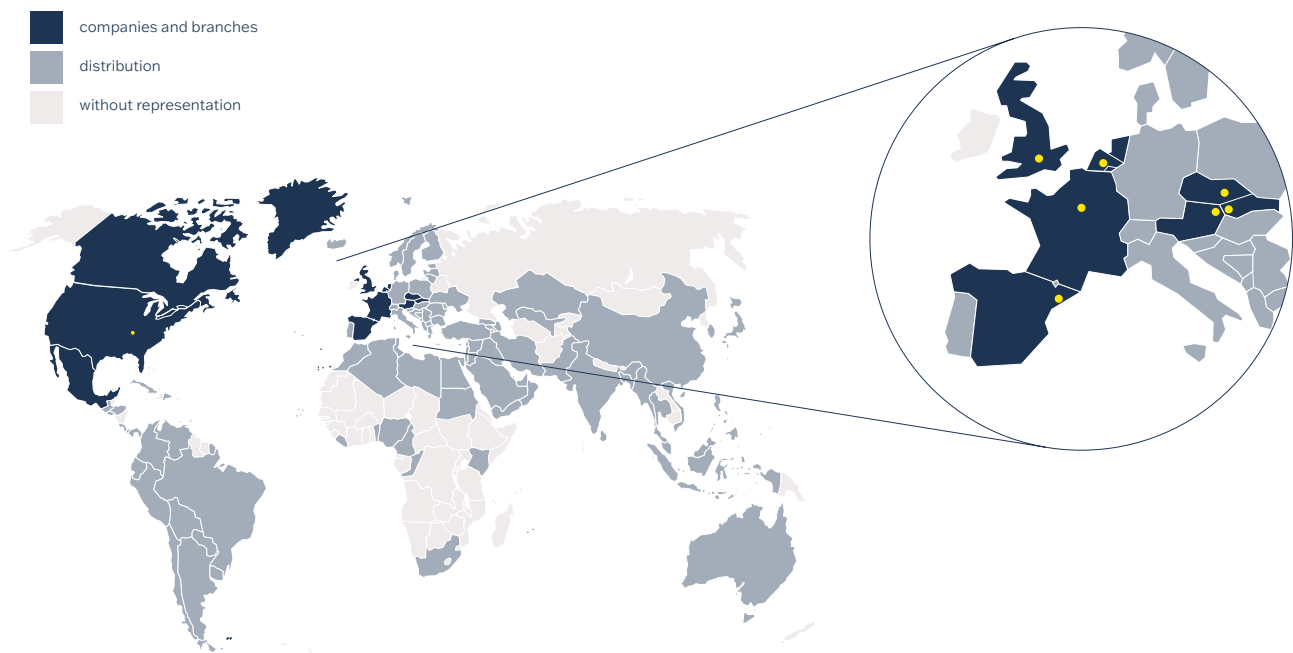 companies and branches
distribution
without representation